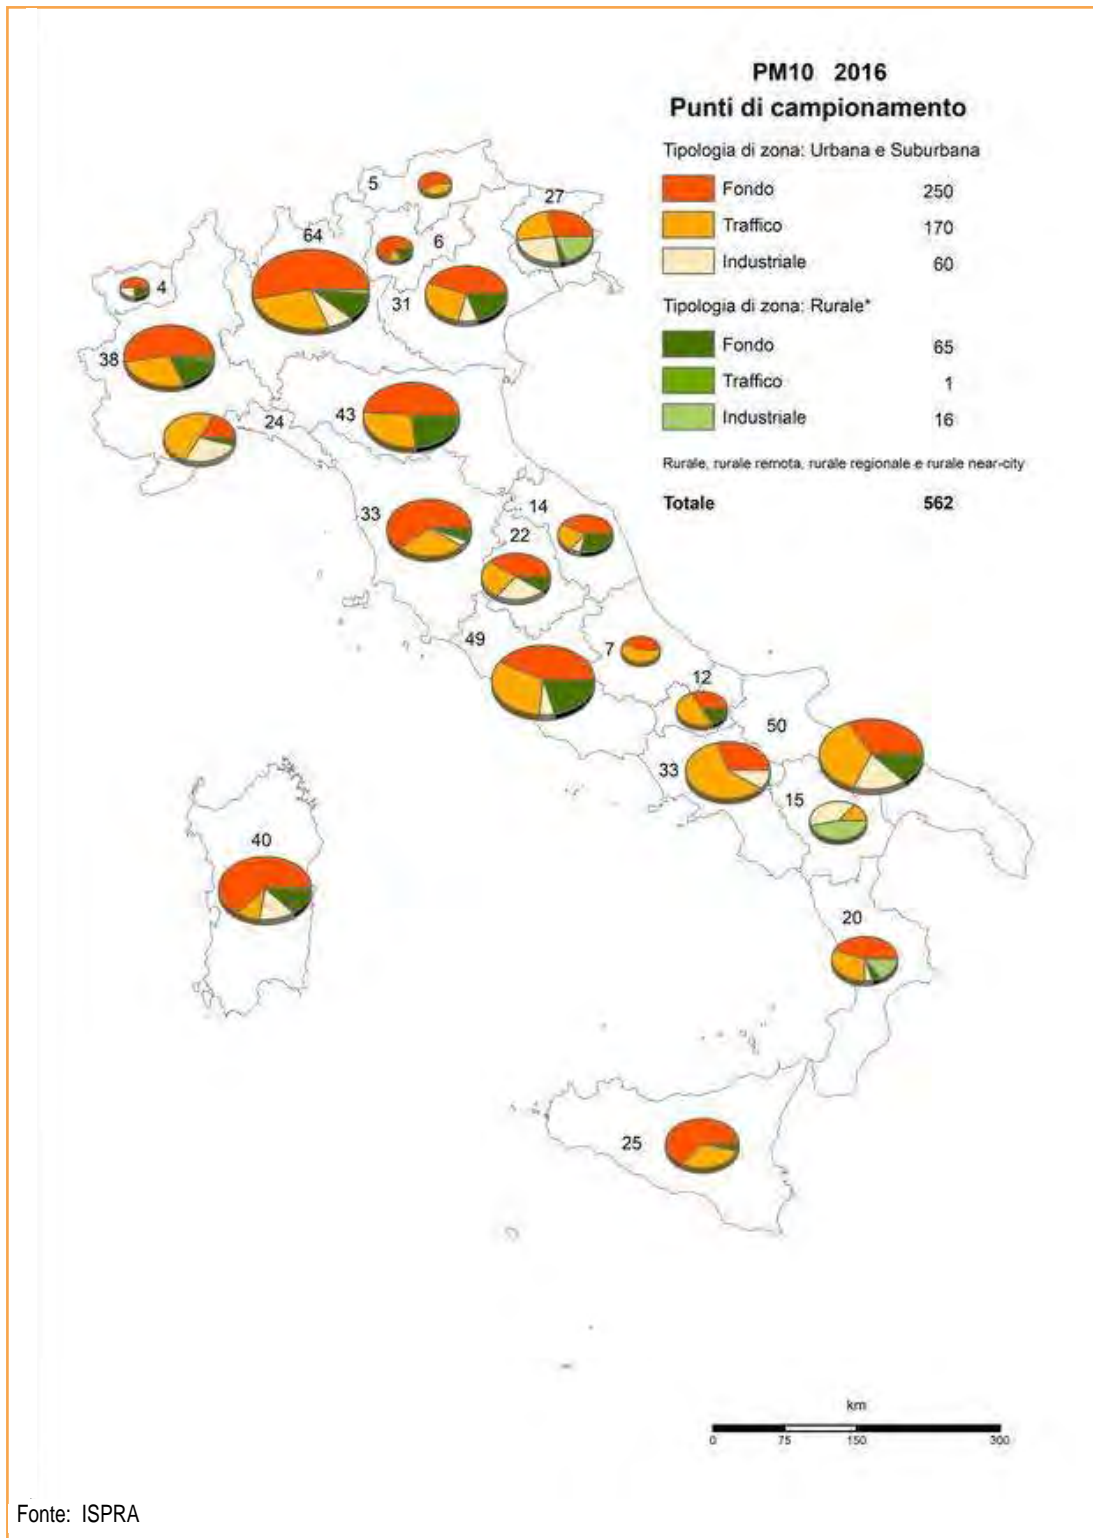 PM10 2016
Punti di campionamento
Tipologia di zona: Urbana e Suburbana
Fondo 250
Traffico 170
Industriale 60
Tipologia di zona: Rurale*
Fondo 65
Traffico 1
Industriale 16
Rurale, rurale remota, rurale regionale e rurale near-city
Totale 562
5
27
64
6
4
31
38
24
43
33
14
22
49
7
12
50
33
15
40
20
25
km
0 75 150 300
Fonte: ISPRA